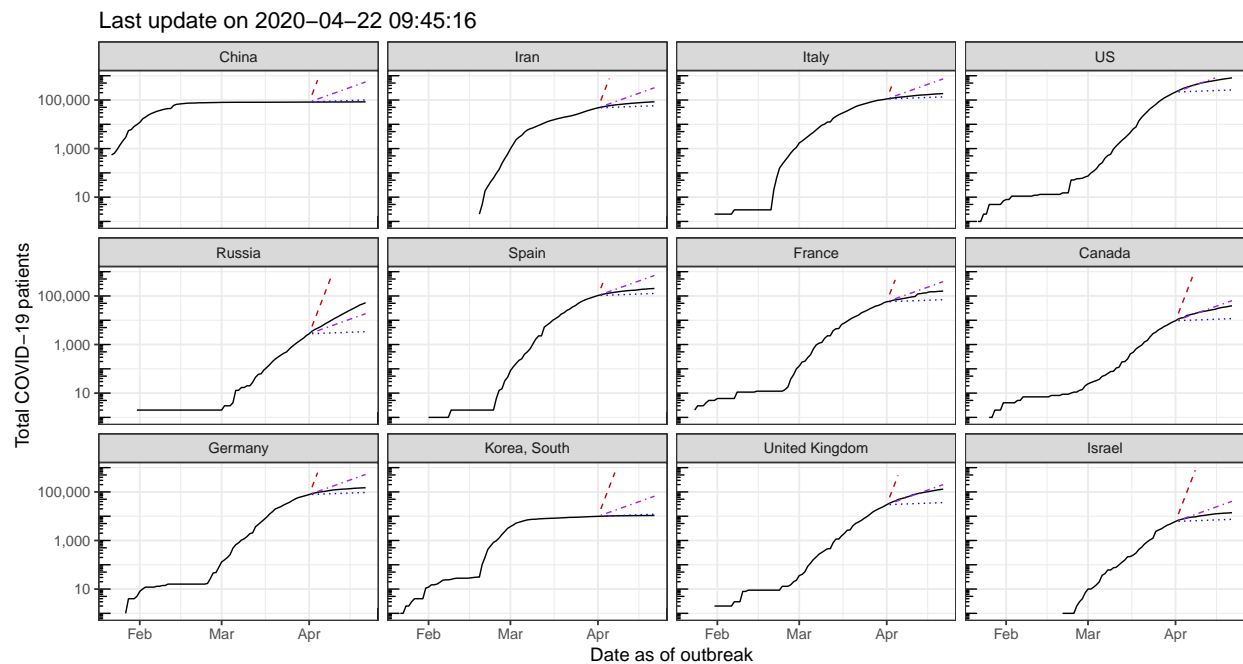 Last update on 2020−04−22 09:45:16
China
Iran
Italy
US
100,000
1,000
10
Russia
Spain
France
Canada
100,000
1,000
10
Total COVID−19 patients
Germany
Korea, South
United Kingdom
Israel
100,000
1,000
10
Feb Mar Apr Feb Mar Apr Feb Mar Apr Feb Mar Apr
Date as of outbreak